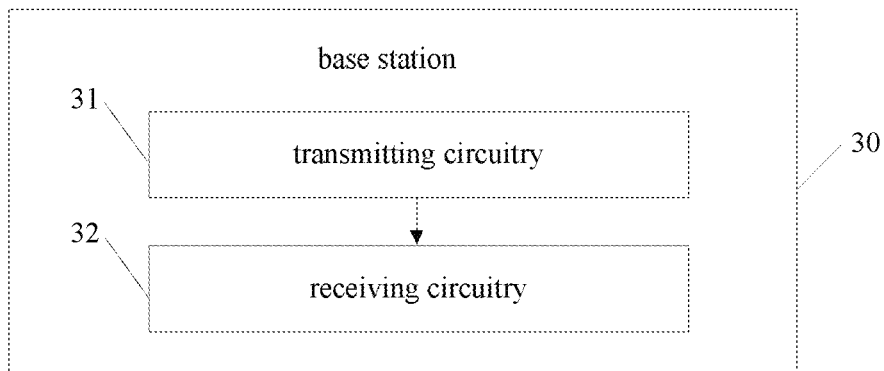 base station
31
transmitting circuitry
30
32
receiving circuitry